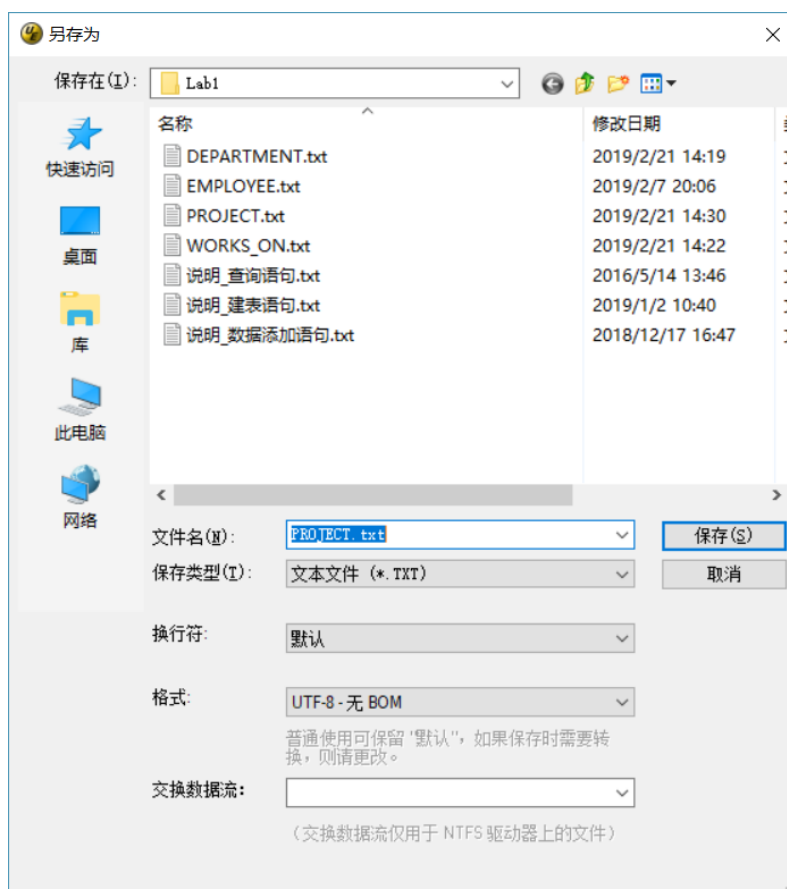 另存为
保存在(I):
Lab1
快速访问
桌面
库
此电脑
网络
名称 修改日期
DEPARTMENT.txt 2019/2/21 14:19
EMPLOYEE.txt 2019/2/7 20:06
PROJECT.txt 2019/2/21 14:30
WORKS_ON.txt 2019/2/21 14:22
说明_查询语句.txt 2016/5/14 13:46
说明_建表语句.txt 2019/1/2 10:40
说明_数据添加语句.txt 2018/12/17 16:47
文件名(N): PROJECT.txt 保存(S)
保存类型(T): 文本文件 (*.TXT) 取消
换行符: 默认
格式: UTF-8 - 无 BOM
普通使用可保留 '默认"，如果保存时需要转
换，则请更改。
交换数据流：
（交换数据流仅用于 NTFS 驱动器上的文件）